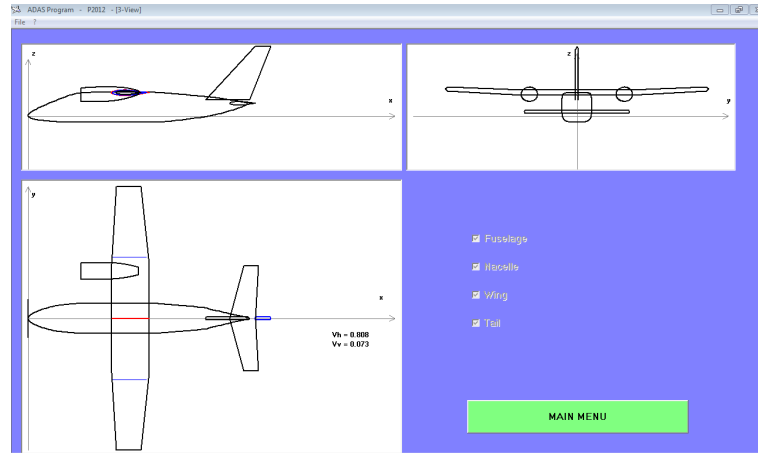 ADAS Program - P2012 - [3-View]
File ?
z
x
z
y
y
x
Vh = 0.808
Vv = 0.073
Fuselage
Nacelle
Wing
Tail
MAIN MENU